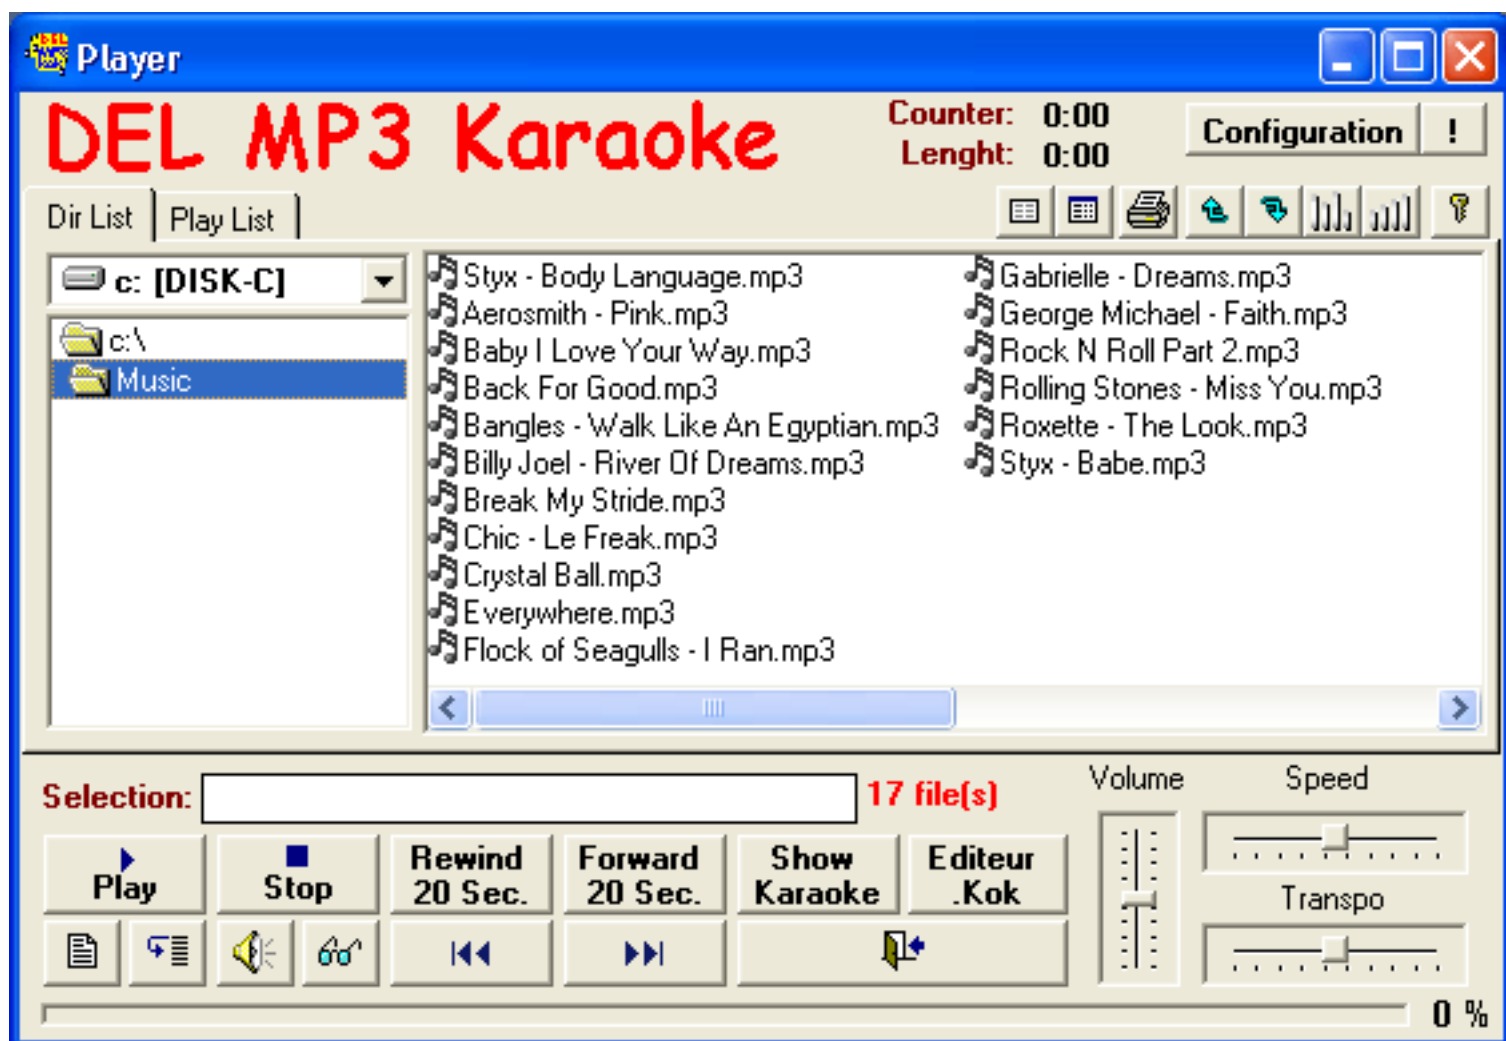 Player
DEL MP3 Karaoke
Counter: 0:00
Lenght: 0:00
Configuration
!
Dir List
Play List
c: [DISK-C]
c:\
Music
Styx - Body Language.mp3
Aerosmith - Pink.mp3
Baby I Love Your Way.mp3
Back For Good.mp3
Bangles - Walk Like An Egyptian.mp3
Billy Joel - River Of Dreams.mp3
Break My Stride.mp3
Chic - Le Freak.mp3
Crystal Ball.mp3
Everywhere.mp3
Flock of Seagulls - I Ran.mp3
Gabrielle - Dreams.mp3
George Michael - Faith.mp3
Rock N Roll Part 2.mp3
Rolling Stones - Miss You.mp3
Roxette - The Look.mp3
Styx - Babe.mp3
Selection:
17 file(s)
Play
Stop
Rewind
20 Sec.
Forward
20 Sec.
Show
Karaoke
Editeur
.Kok
Volume
Speed
Transpo
0 %